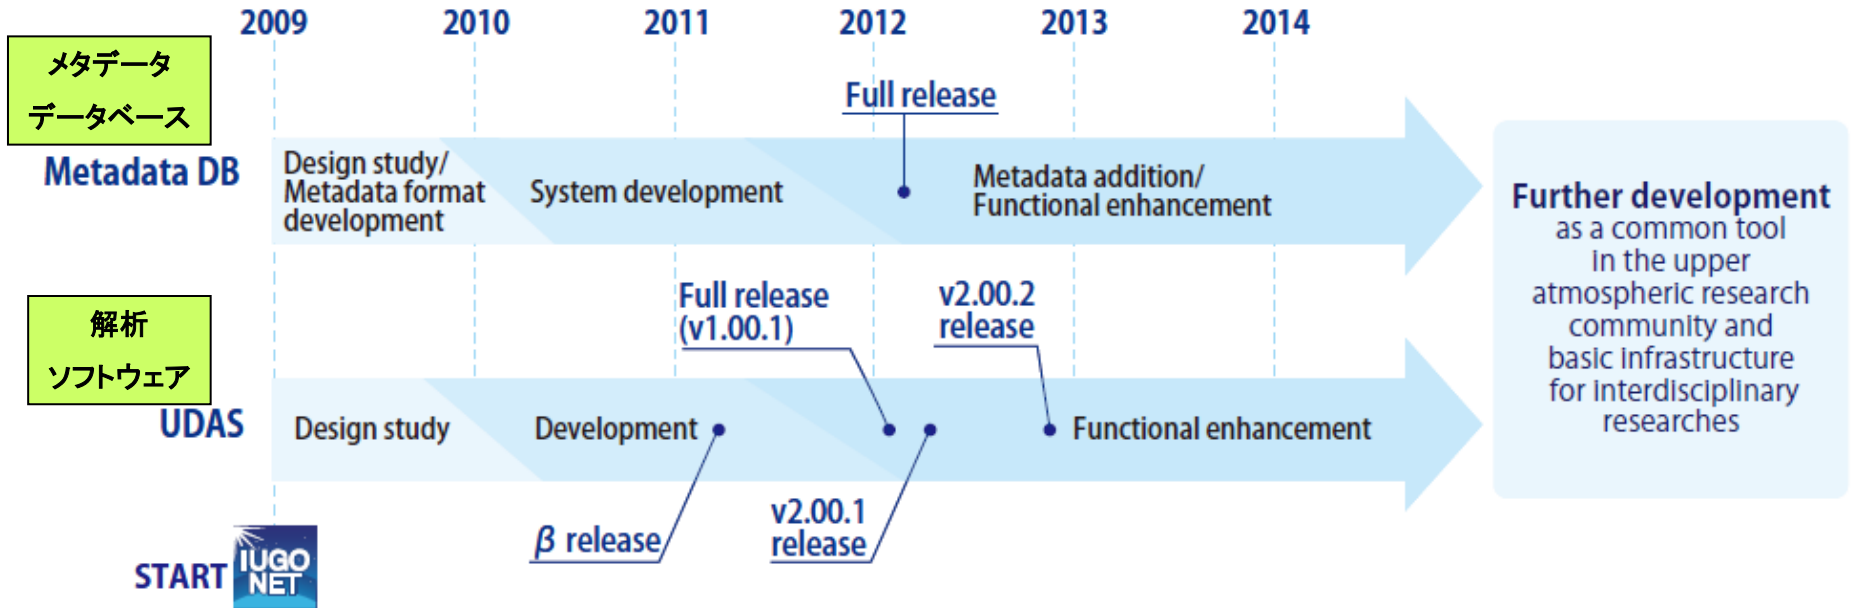 2009 2010 2011 2012 2013 2014
メタデータ
データベース
Metadata DB
Full release
Design study/
Metadata format
development
System development
Metadata addition/
Functional enhancement
解析
ソフトウェア
UDAS
Full release
(v1.00.1)
v2.00.2
release
Design study
Development
Functional enhancement
β release
v2.00.1
release
START
IUGO
NET
Further development
as a common tool
in the upper
atmospheric research
community and
basic infrastructure
for interdisciplinary
researches